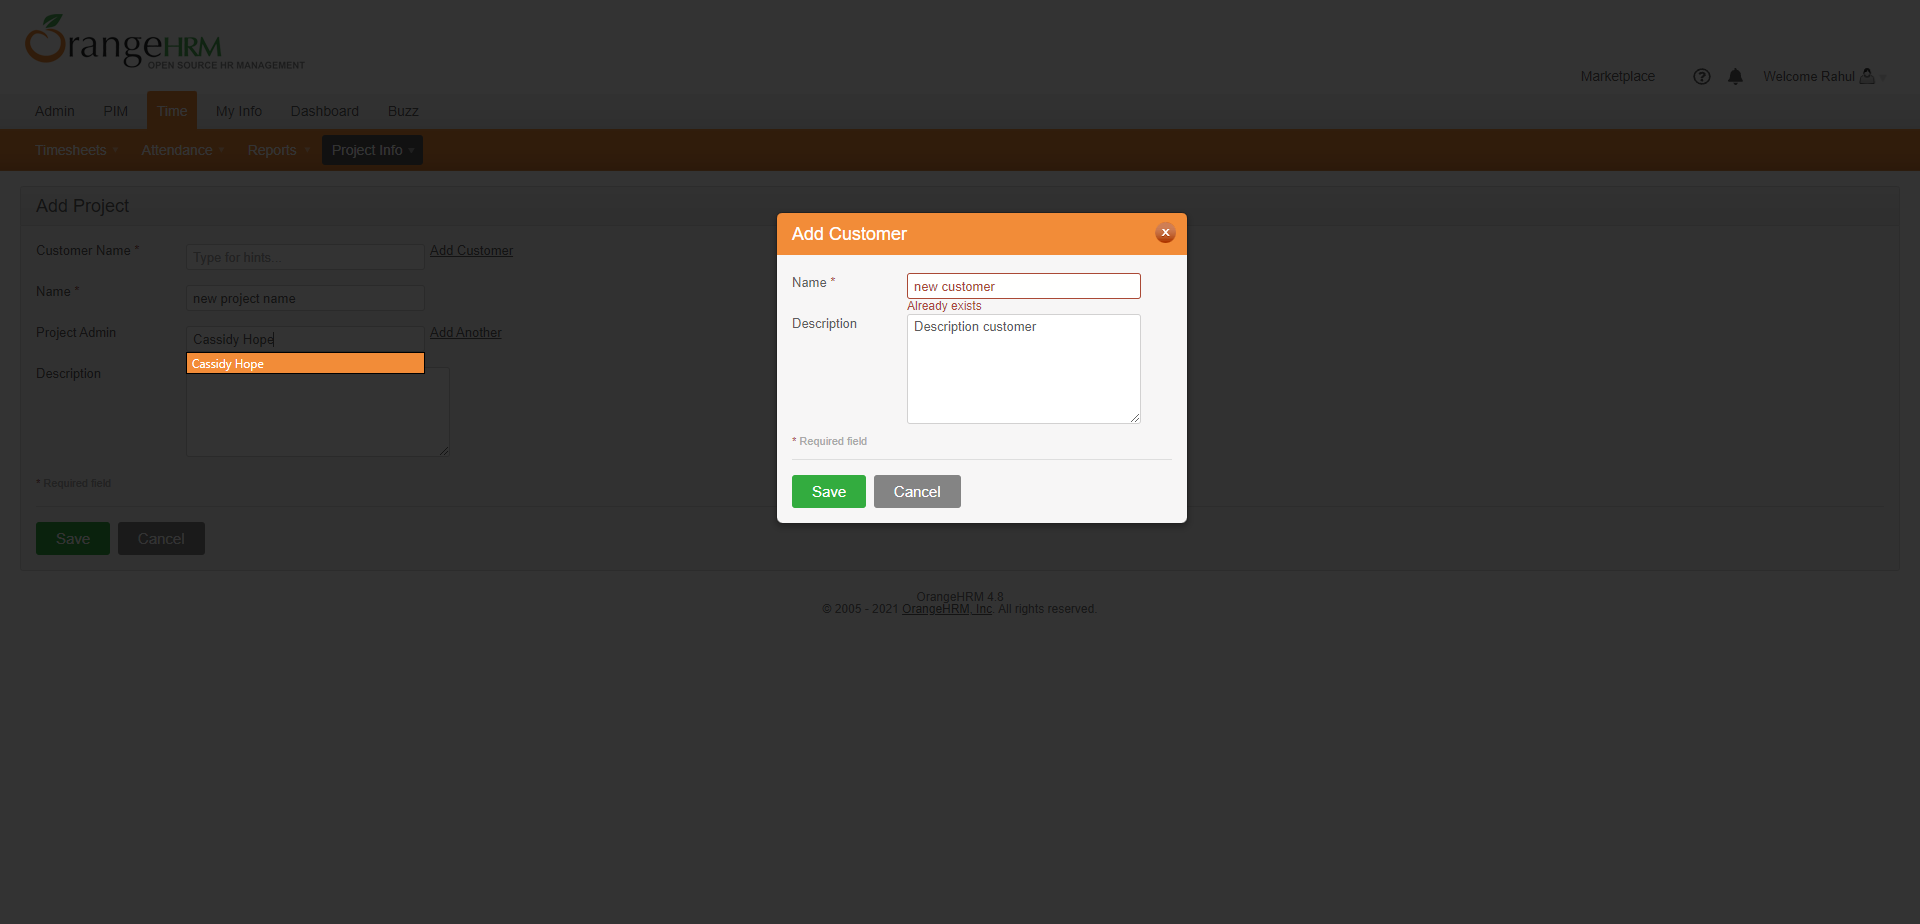 OrangeHRM
OPEN SOURCE HR MANAGEMENT
Marketplace
Welcome Rahul
Admin PIM Time My Info Dashboard Buzz
Timesheets Attendance Reports Project Info
Add Project
Customer Name * Type for hints... Add Customer
Name * new project name
Project Admin Cassidy Hope Add Another
Cassidy Hope
Description
* Required field
Save Cancel
Add Customer
x
Name * new customer
Already exists
Description Description customer
* Required field
Save Cancel
OrangeHRM 4.8
© 2005 - 2021 OrangeHRM, Inc. All rights reserved.